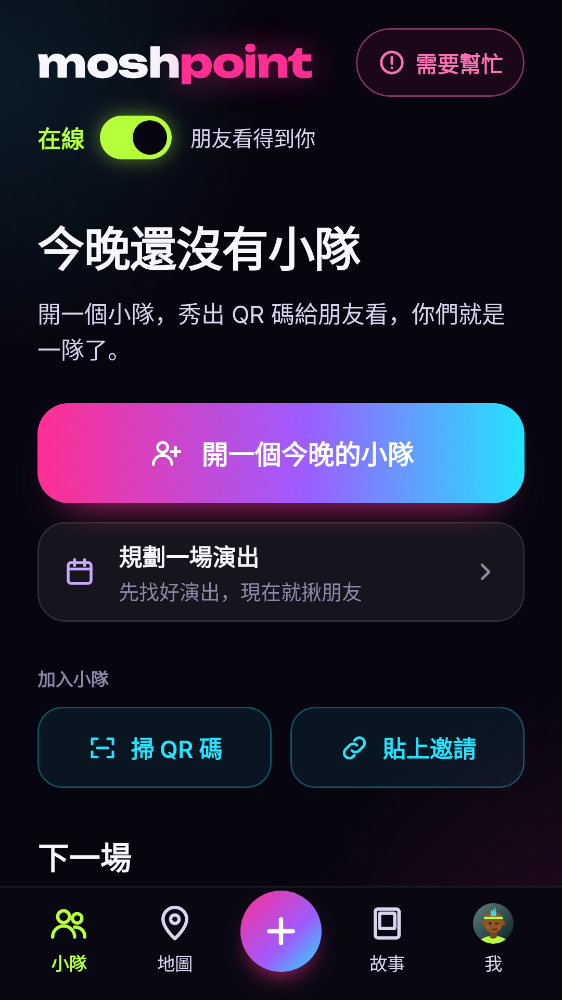 moshpoint
需要幫忙
在線
朋友看得到你
今晚還沒有小隊
開一個小隊，秀出 QR 碼給朋友看，你們就是
一隊了。
開一個今晚的小隊
規劃一場演出
先找好演出，現在就揪朋友
加入小隊
掃 QR 碼
貼上邀請
下一場
小隊
地圖
故事
我